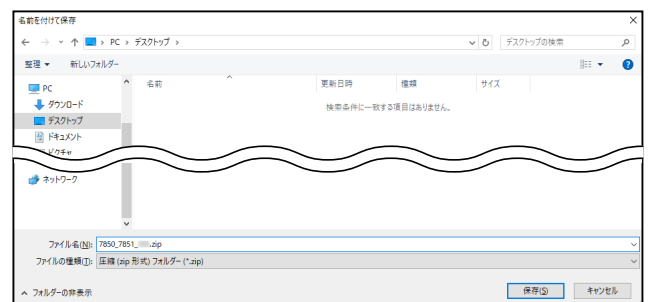 名前を付けて保存
PC › デスクトップ ›
デスクトップの検索
整理 新しいフォルダー
名前 更新日時 種類 サイズ
PC
検索条件に一致する項目はありません。
ダウンロード
デスクトップ
ドキュメント
ピクチャ
ネットワーク
ファイル名(N): 7850_7851_ .zip
ファイルの種類(T): 圧縮 (zip 形式) フォルダー (*.zip)
フォルダーの非表示 保存(S) キャンセル